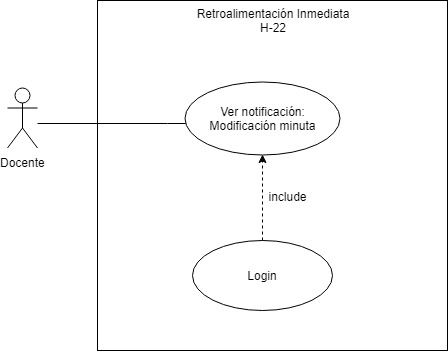 Retroalimentación Inmediata
H-22
Ver notificación:
Modificación minuta
Docente
include
Login